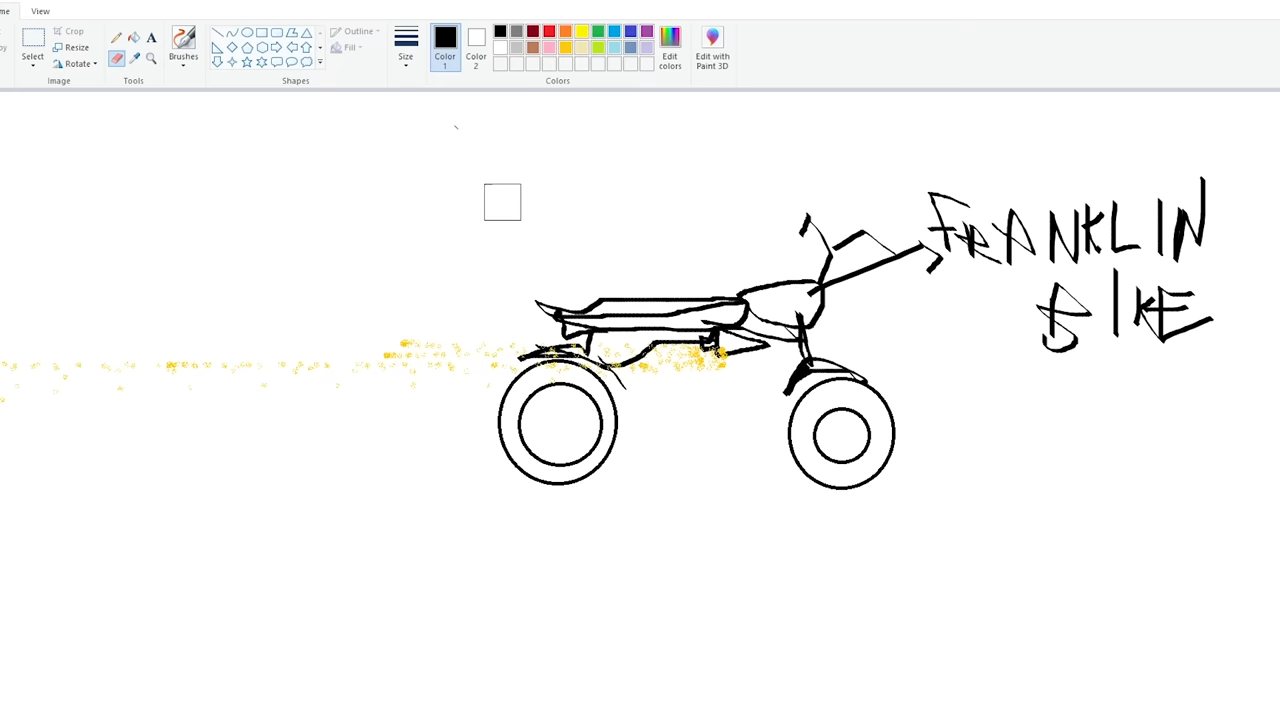 View
Crop
Resize
Rotate
Select
Brushes
Outline
Fill
Size
Color 1
Color 2
Edit colors
Edit with Paint 3D
Image
Tools
Shapes
Colors
FRANKLIN
BIKE